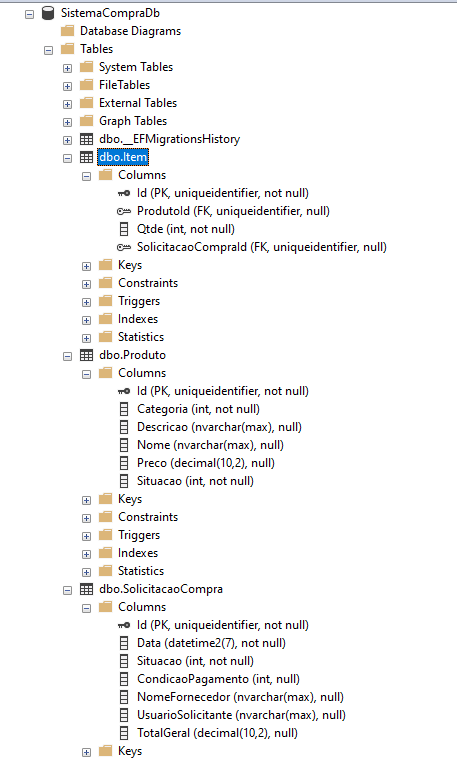 SistemaCompraDb
Database Diagrams
Tables
System Tables
FileTables
External Tables
Graph Tables
dbo.__EFMigrationsHistory
dbo.Item
Columns
Id (PK, uniqueidentifier, not null)
ProdutoId (FK, uniqueidentifier, null)
Qtde (int, not null)
SolicitacaoCompraId (FK, uniqueidentifier, null)
Keys
Constraints
Triggers
Indexes
Statistics
dbo.Produto
Columns
Id (PK, uniqueidentifier, not null)
Categoria (int, not null)
Descricao (nvarchar(max), null)
Nome (nvarchar(max), null)
Preco (decimal(10,2), null)
Situacao (int, not null)
Keys
Constraints
Triggers
Indexes
Statistics
dbo.SolicitacaoCompra
Columns
Id (PK, uniqueidentifier, not null)
Data (datetime2(7), not null)
Situacao (int, not null)
CondicaoPagamento (int, null)
NomeFornecedor (nvarchar(max), null)
UsuarioSolicitante (nvarchar(max), null)
TotalGeral (decimal(10,2), null)
Keys